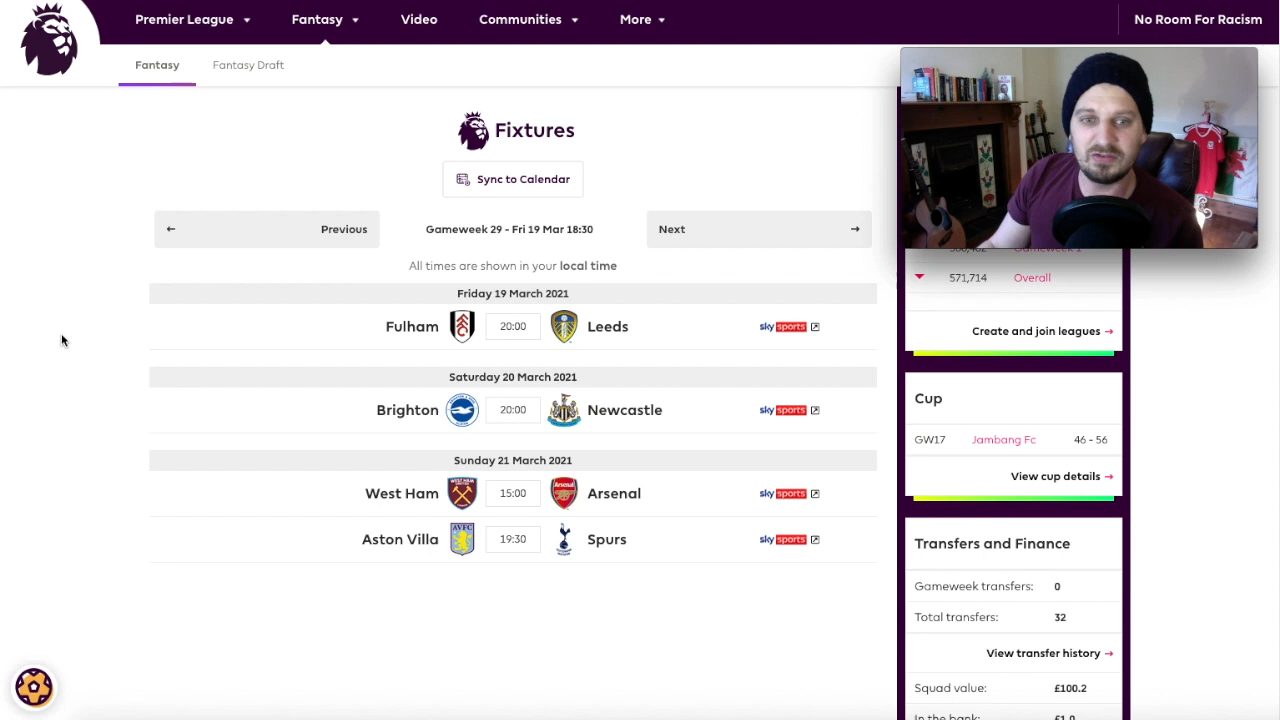 Premier League
Fantasy
Video
Communities
More
No Room For Racism
Fantasy
Fantasy Draft
Fixtures
Sync to Calendar
Previous
Gameweek 29 - Fri 19 Mar 18:30
Next
All times are shown in your local time
Friday 19 March 2021
Fulham 20:00 Leeds sky sports
Saturday 20 March 2021
Brighton 20:00 Newcastle sky sports
Sunday 21 March 2021
West Ham 15:00 Arsenal sky sports
Aston Villa 19:30 Spurs sky sports
571,714 Overall
Create and join leagues
Cup
GW17 Jambang Fc 46 - 56
View cup details
Transfers and Finance
Gameweek transfers: 0
Total transfers: 32
View transfer history
Squad value: £100.2
In the bank: £1.0